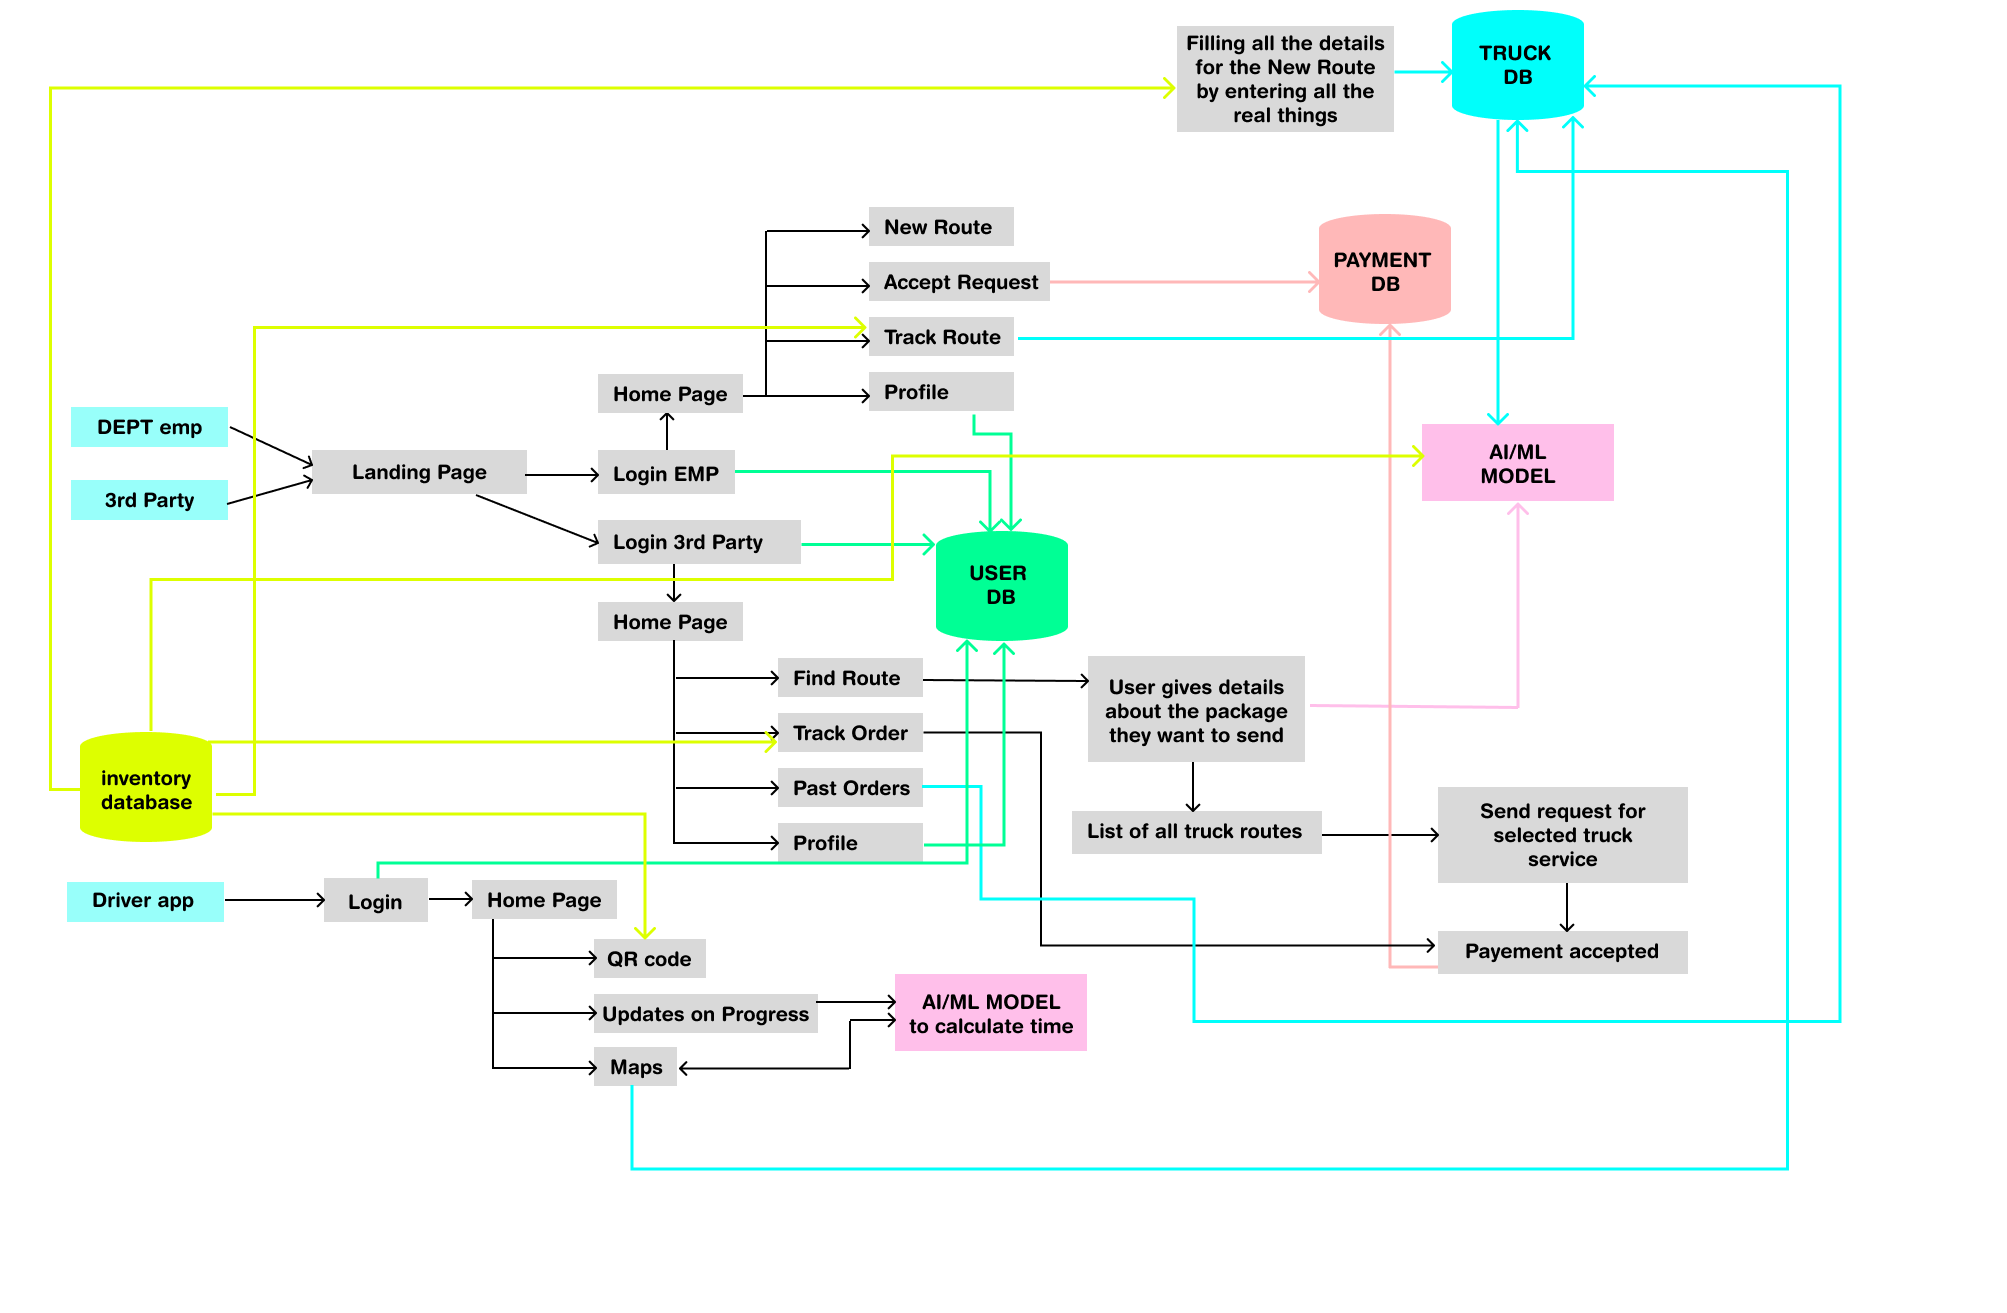 Filling all the details
for the New Route
by entering all the
real things
TRUCK
DB
New Route
Accept Request
Track Route
Profile
PAYMENT
DB
Home Page
DEPT emp
3rd Party
Landing Page
Login EMP
Login 3rd Party
Home Page
AI/ML
MODEL
USER
DB
Find Route
Track Order
Past Orders
Profile
User gives details
about the package
they want to send
List of all truck routes
Send request for
selected truck
service
Payement accepted
inventory
database
Driver app
Login
Home Page
QR code
Updates on Progress
Maps
AI/ML MODEL
to calculate time